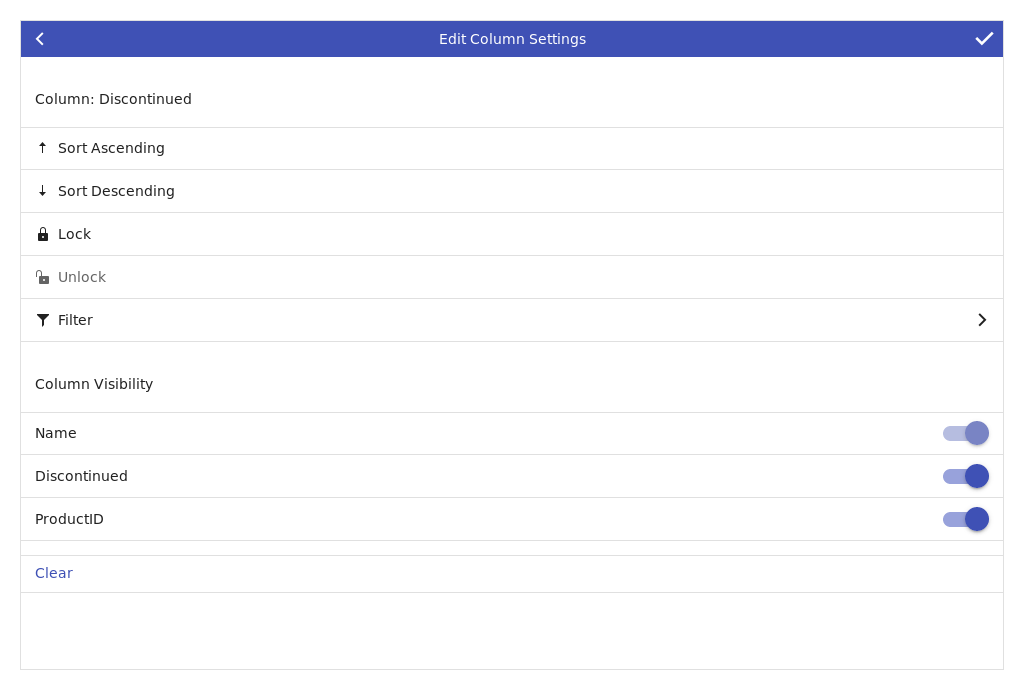 Edit Column Settings
Column: Discontinued
Sort Ascending
Sort Descending
Lock
Unlock
Filter
Column Visibility
Name
Discontinued
ProductID
Clear